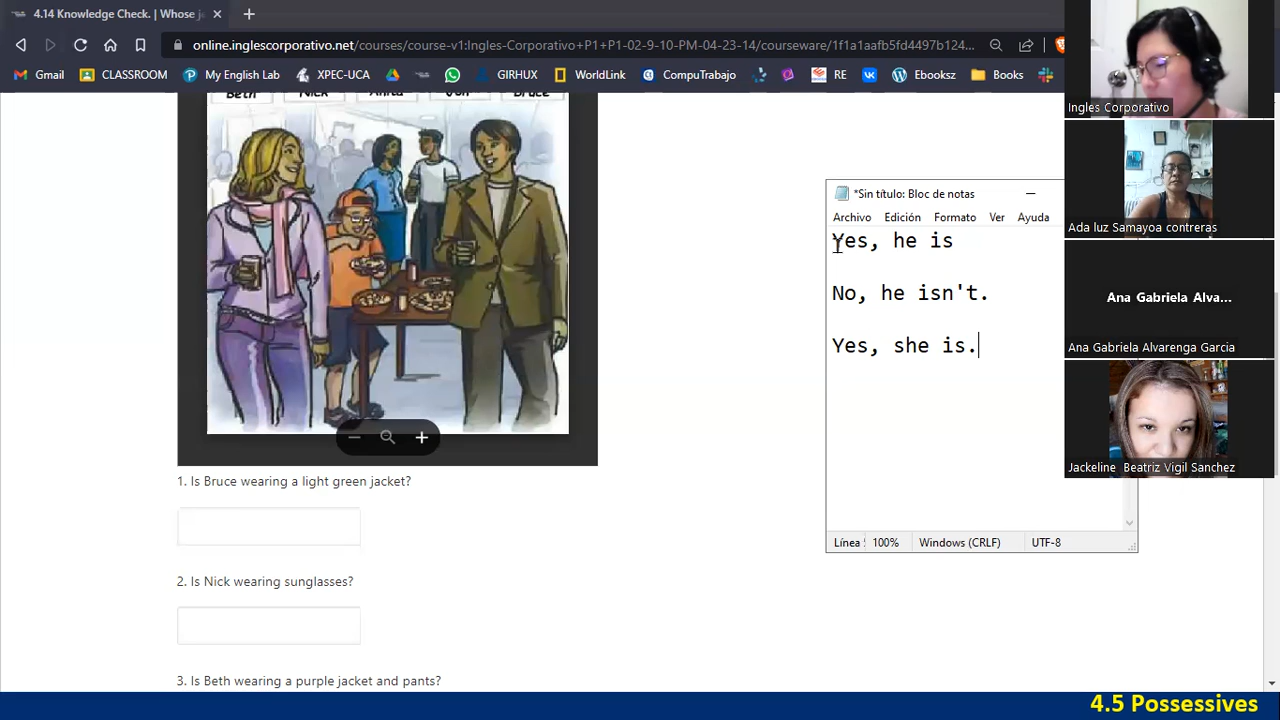 4.14 Knowledge Check. | Whose j
online.inglescorporativo.net/courses/course-v1:Ingles-Corporativo+P1+P1-02-9-10-PM-04-23-14/courseware/1f1a1aafb5fd4497b124...
Gmail CLASSROOM My English Lab XPEC-UCA GIRHUX WorldLink CompuTrabajo RE Ebooksz Books
Beth Nick Anita Jon Bruce
Ingles Corporativo
Ada luz Samayoa contreras
Ana Gabriela Alva...
Ana Gabriela Alvarenga Garcia
Jackeline Beatriz Vigil Sanchez
*Sin título: Bloc de notas
Archivo Edición Formato Ver Ayuda
Yes, he is
No, he isn't.
Yes, she is.
Línea 100% Windows (CRLF) UTF-8
1. Is Bruce wearing a light green jacket?
2. Is Nick wearing sunglasses?
3. Is Beth wearing a purple jacket and pants?
4.5 Possessives